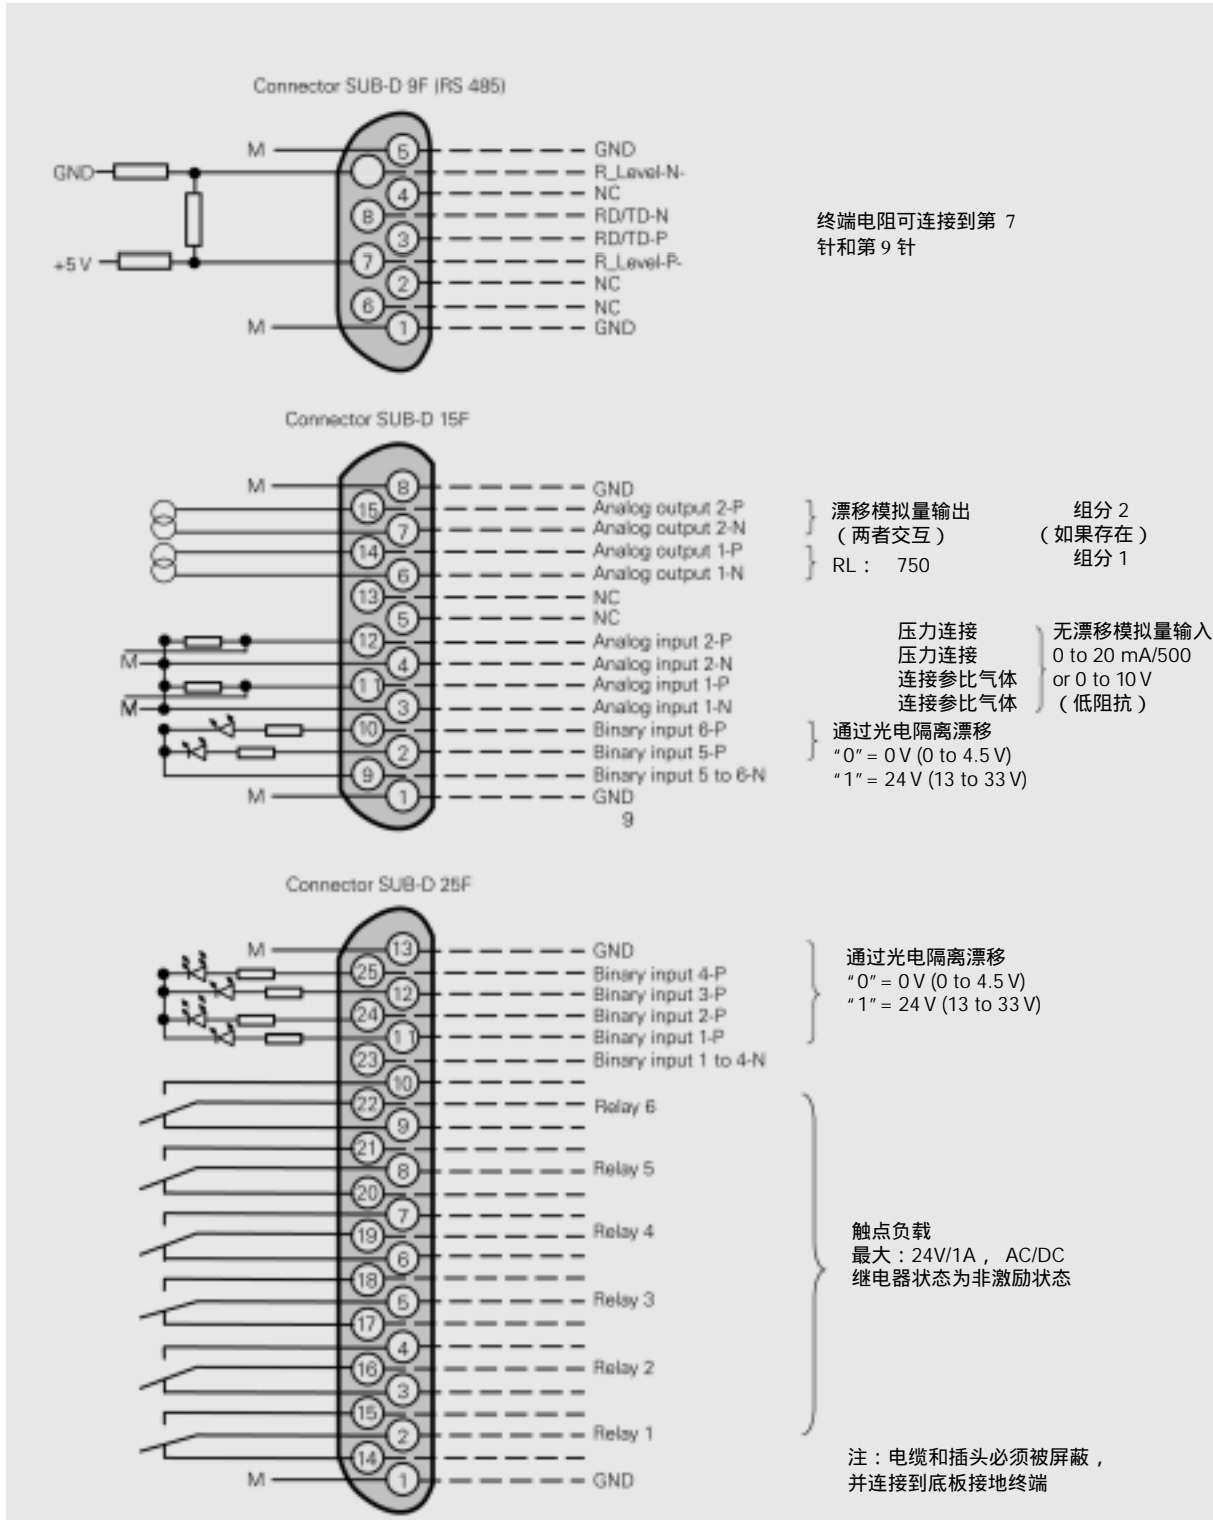 Connector SUB-D 9F (RS 485)
M 5 GND
GND R_Level-N-
4 NC
8 RD/TD-N
3 RD/TD-P
+5 V 7 R_Level-P-
2 NC
6 NC
M 1 GND
终端电阻可连接到第 7
针和第 9 针
Connector SUB-D 15F
M 8 GND
15 Analog output 2-P
7 Analog output 2-N
14 Analog output 1-P
6 Analog output 1-N
13 NC
5 NC
12 Analog input 2-P
M 4 Analog input 2-N
11 Analog input 1-P
M 3 Analog input 1-N
10 Binary input 6-P
2 Binary input 5-P
9 Binary input 5 to 6-N
M 1 GND
9
漂移模拟量输出 组分 2
（两者交互） （如果存在）
RL： 750 组分 1
压力连接 无漂移模拟量输入
压力连接 0 to 20 mA/500
连接参比气体 or 0 to 10 V
连接参比气体 （低阻抗）
通过光电隔离漂移
“0” = 0 V (0 to 4.5 V)
“1” = 24 V (13 to 33 V)
Connector SUB-D 25F
M 13 GND
25 Binary input 4-P
12 Binary input 3-P
24 Binary input 2-P
11 Binary input 1-P
23 Binary input 1 to 4-N
10
22 Relay 6
9
21
8 Relay 5
20
7
19 Relay 4
6
18
5 Relay 3
17
4
16 Relay 2
3
15
2 Relay 1
14
M 1 GND
通过光电隔离漂移
“0” = 0 V (0 to 4.5 V)
“1” = 24 V (13 to 33 V)
触点负载
最大：24V/1A， AC/DC
继电器状态为非激励状态
注：电缆和插头必须被屏蔽，
并连接到底板接地终端